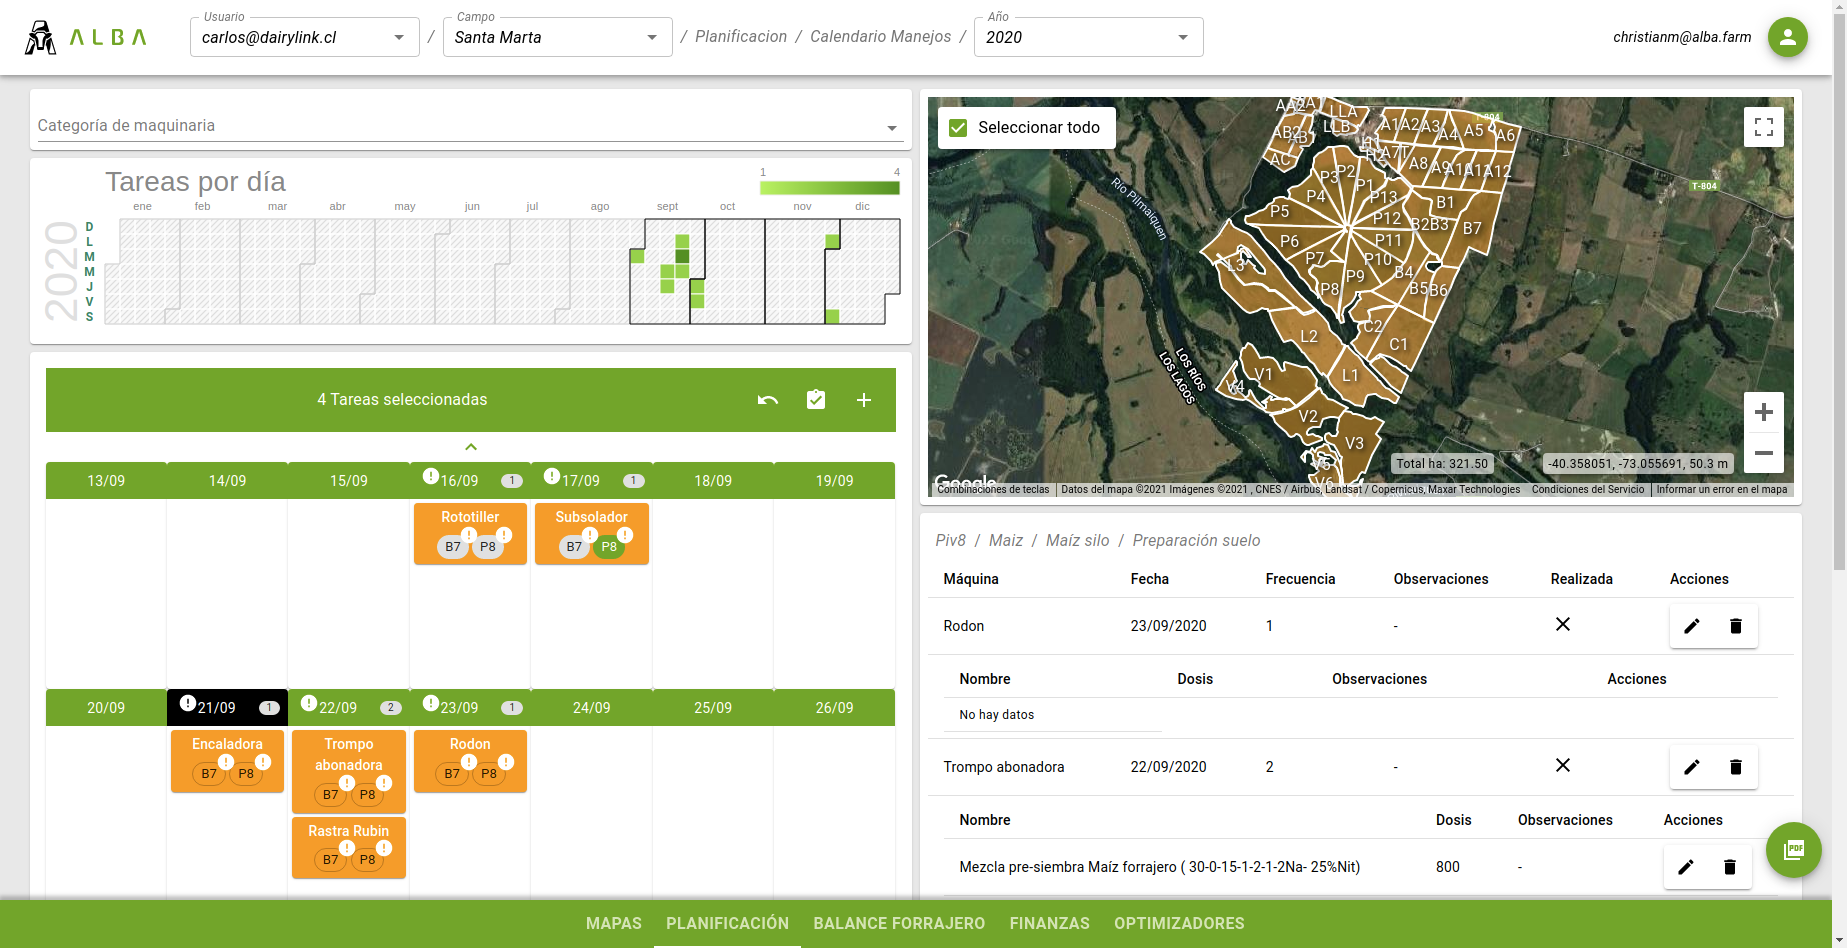 ALBA
Usuario
carlos@dairylink.cl
/
Campo
Santa Marta
/ Planificacion / Calendario Manejos /
Año
2020
christianm@alba.farm
Categoría de maquinaria
Tareas por día
1 4
ene feb mar abr may jun jul ago sept oct nov dic
2020
D
L
M
M
J
V
S
4 Tareas seleccionadas
13/09 14/09 15/09 16/09 1 17/09 1 18/09 19/09
Rototiller
B7 P8
Subsolador
B7 P8
20/09 21/09 1 22/09 2 23/09 1 24/09 25/09 26/09
Encaladora
B7 P8
Trompo
abonadora
B7 P8
Rastra Rubin
B7 P8
Rodon
B7 P8
Seleccionar todo
AA2
LLA
LLB
AB2
AB1
AC
H1
H2
A1 A2 A3 A4 A5 A6
A7T A8 A9 A12
T-804
T-804
P3 P2 P1 P13
P4 P5 P12
P6 P11
P7 P10
P8 P9
B1
B2 B3 B7
B4
B5 B6
Río Pilmaiquen
L3
L2
C2
C1
L1
LOS RÍOS
LOS LAGOS
V1
V4
V2
V3
V5
V6
Total ha: 321.50
-40.358051, -73.055691, 50.3 m
Google
Combinaciones de teclas Datos del mapa ©2021 Imágenes ©2021 , CNES / Airbus, Landsat / Copernicus, Maxar Technologies Condiciones del Servicio Informar un error en el mapa
Piv8 / Maiz / Maíz silo / Preparación suelo
Máquina Fecha Frecuencia Observaciones Realizada Acciones
Rodon 23/09/2020 1 -
Nombre Dosis Observaciones Acciones
No hay datos
Trompo abonadora 22/09/2020 2 -
Nombre Dosis Observaciones Acciones
Mezcla pre-siembra Maíz forrajero ( 30-0-15-1-2-1-2Na- 25%Nit) 800 -
PDF
MAPAS PLANIFICACIÓN BALANCE FORRAJERO FINANZAS OPTIMIZADORES